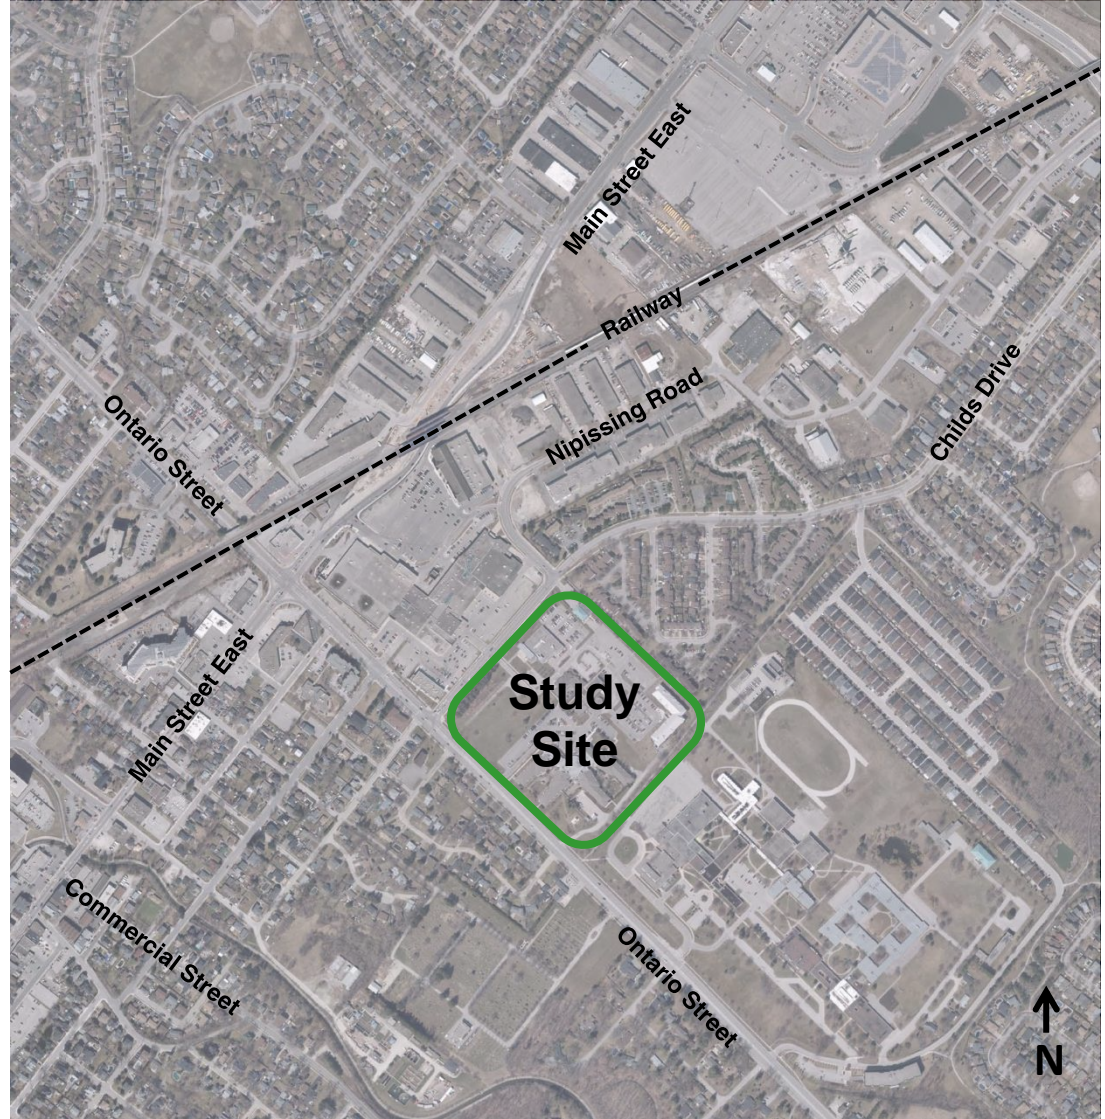 Main Street East
Railway
Ontario Street
Nipissing Road
Childs Drive
Main Street East
Study
Site
Commercial Street
Ontario Street
N